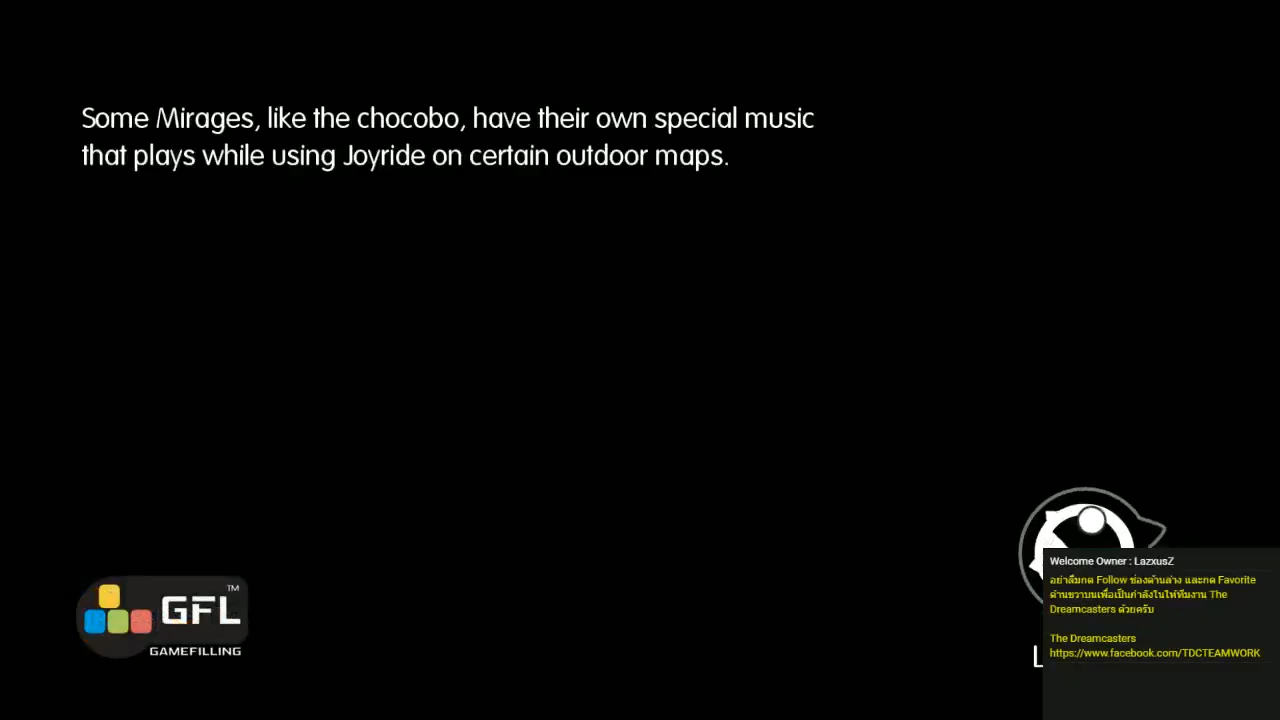 Some Mirages, like the chocobo, have their own special music
that plays while using Joyride on certain outdoor maps.
GFL™
GAMEFILLING
Welcome Owner : LazxusZ
อย่าลืมกด Follow ช่องด้านล่าง และกด Favorite
ด้านขวาบนเพื่อเป็นกำลังใจให้ทีมงาน The
Dreamcasters ด้วยครับ
The Dreamcasters
https://www.facebook.com/TDCTEAMWORK